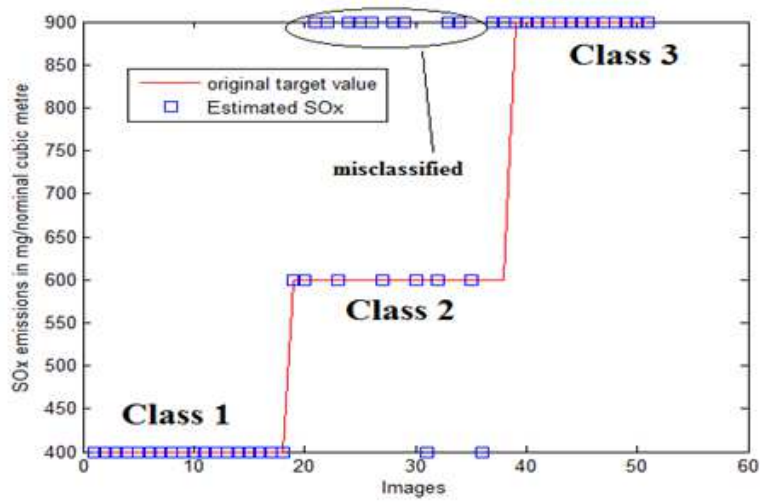 900
850
800
750
700
650
600
550
500
450
400
SOx emissions in mg/nominal cubic metre
original target value
Estimated SOx
misclassified
Class 3
Class 2
Class 1
0
10
20
30
40
50
60
Images